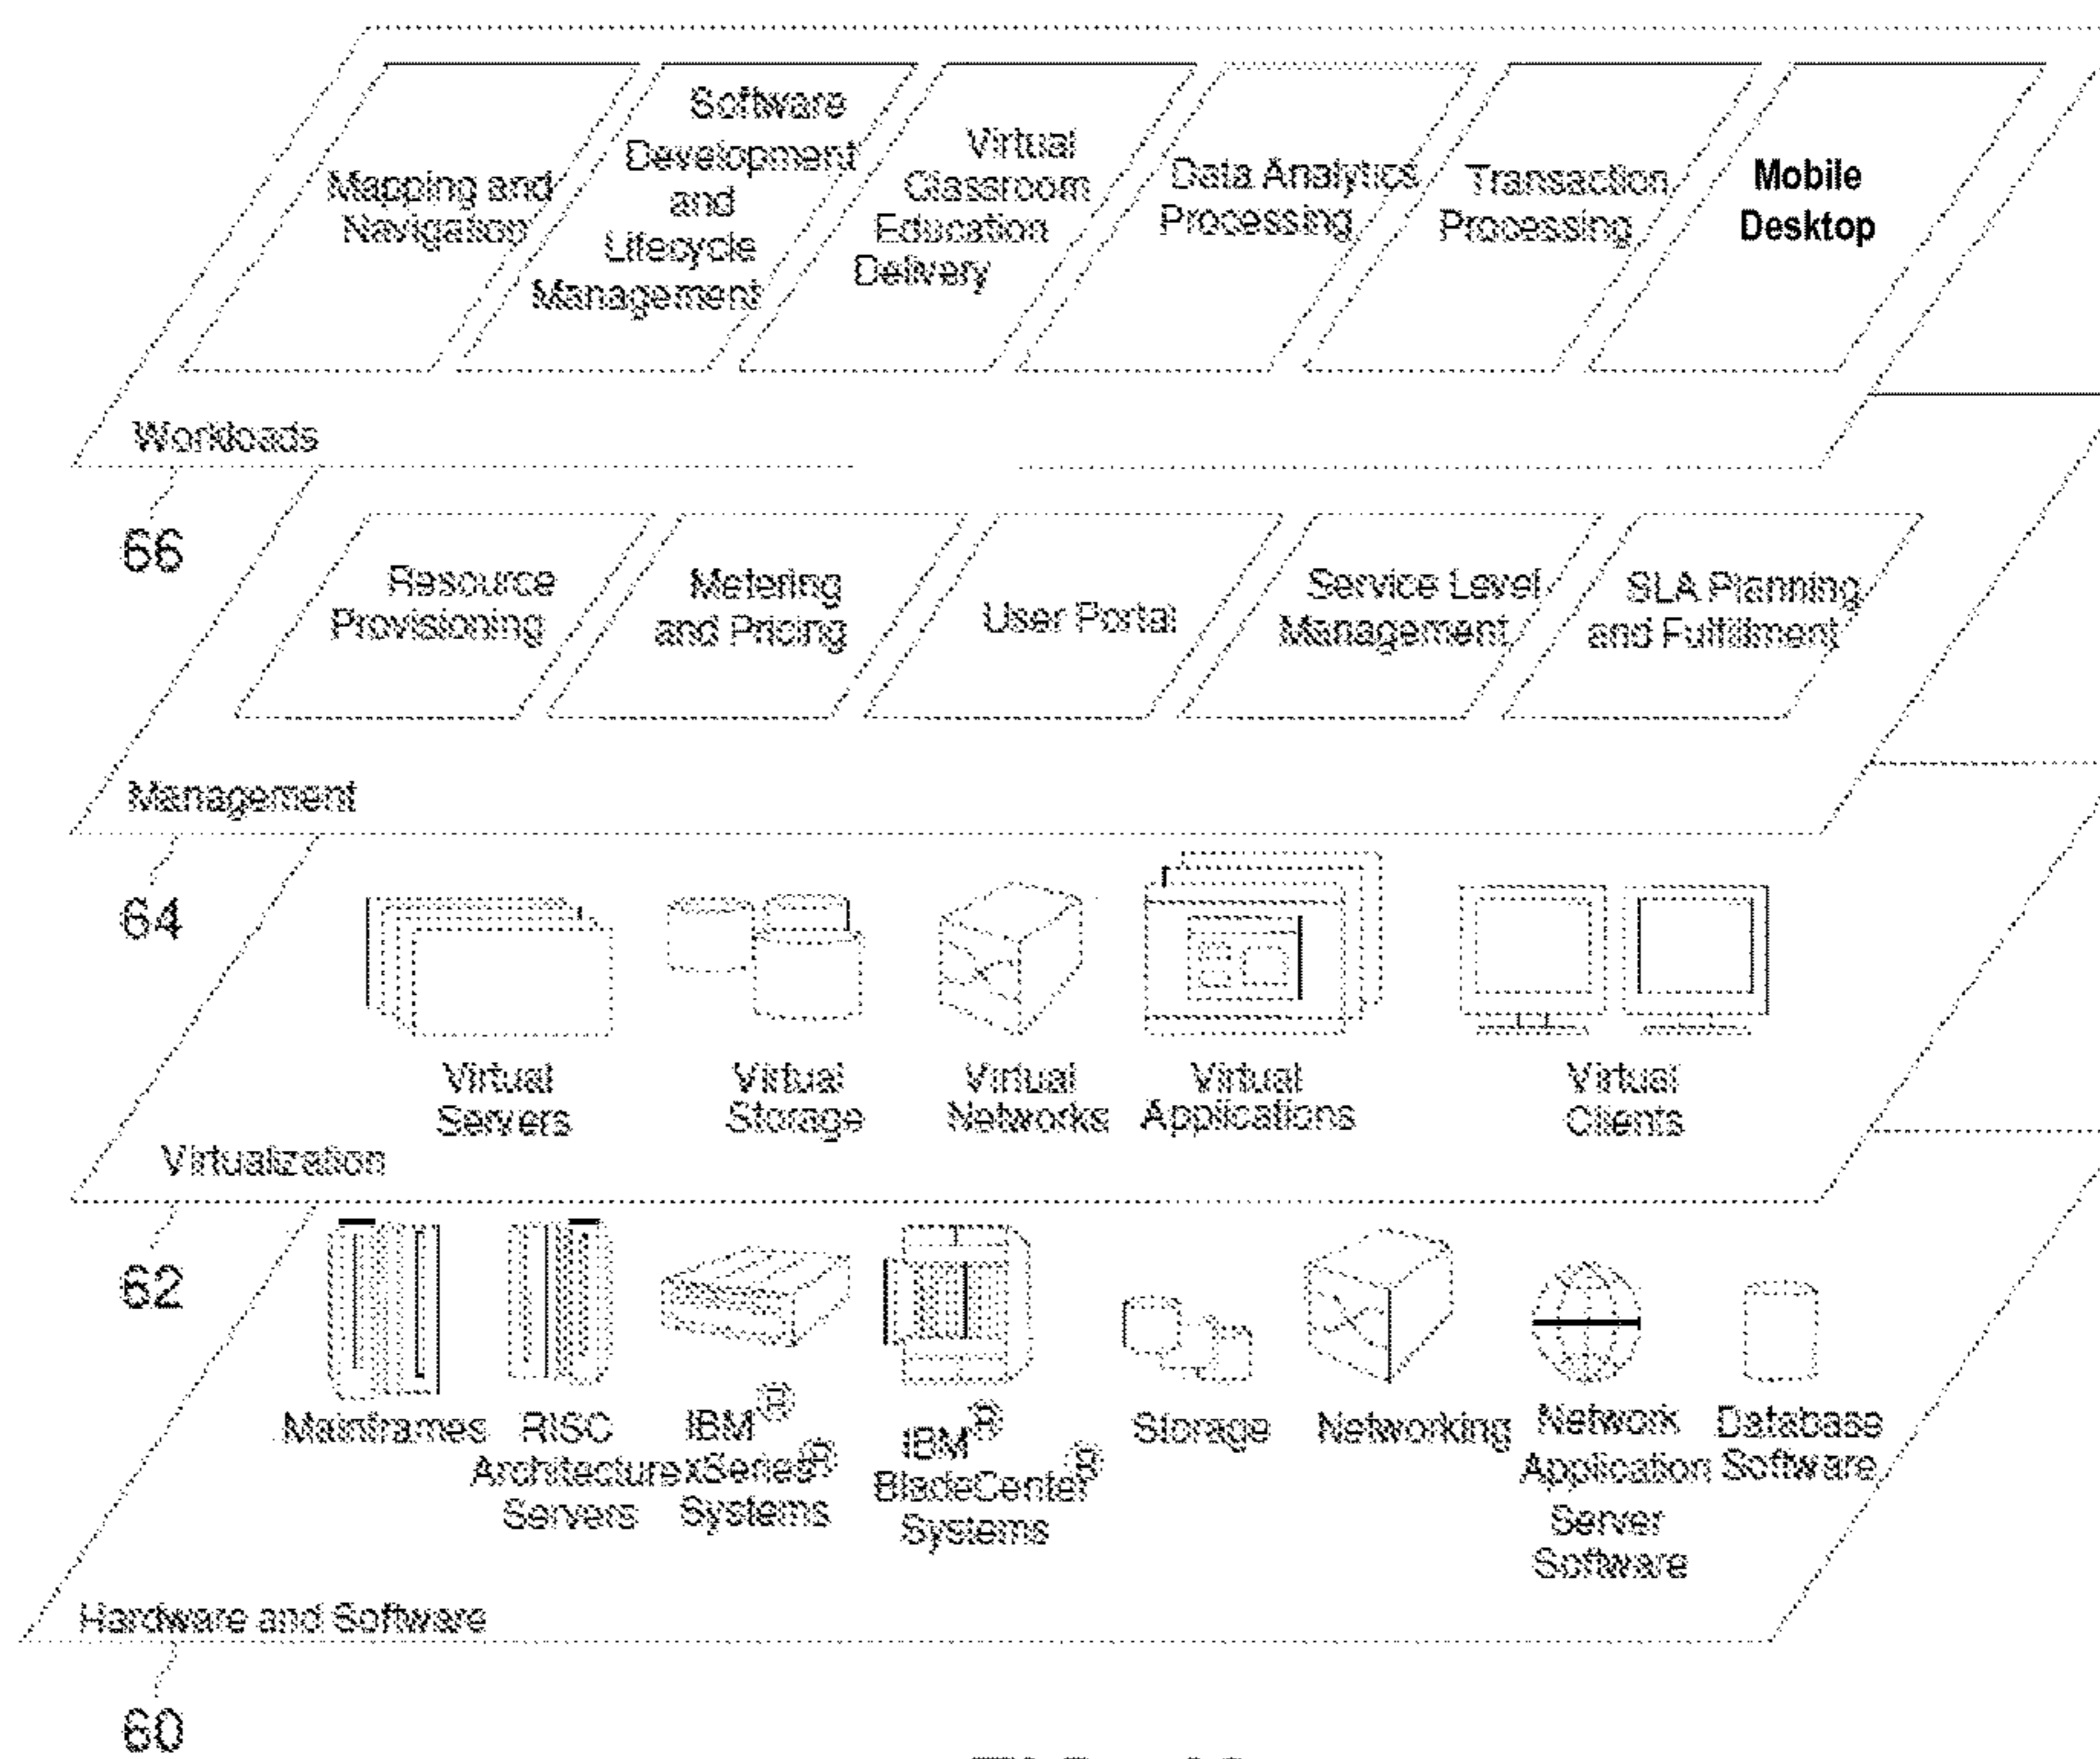 Mapping and
Navigation
Software
Development
and
Lifecycle
Management
Virtual
Classroom
Education
Delivery
Data Analytics
Processing
Transaction
Processing
Mobile
Desktop
Workloads
66
Resource
Provisioning
Metering
and Pricing
User Portal
Service Level
Management
SLA Planning
and Fulfillment
Management
64
Virtual
Servers
Virtual
Storage
Virtual
Networks
Virtual
Applications
Virtual
Clients
Virtualization
62
Mainframes
RISC
Architecture
Servers
IBM®
xSeries®
Systems
IBM®
BladeCenter®
Systems
Storage
Networking
Network
Application
Server
Software
Database
Software
Hardware and Software
60